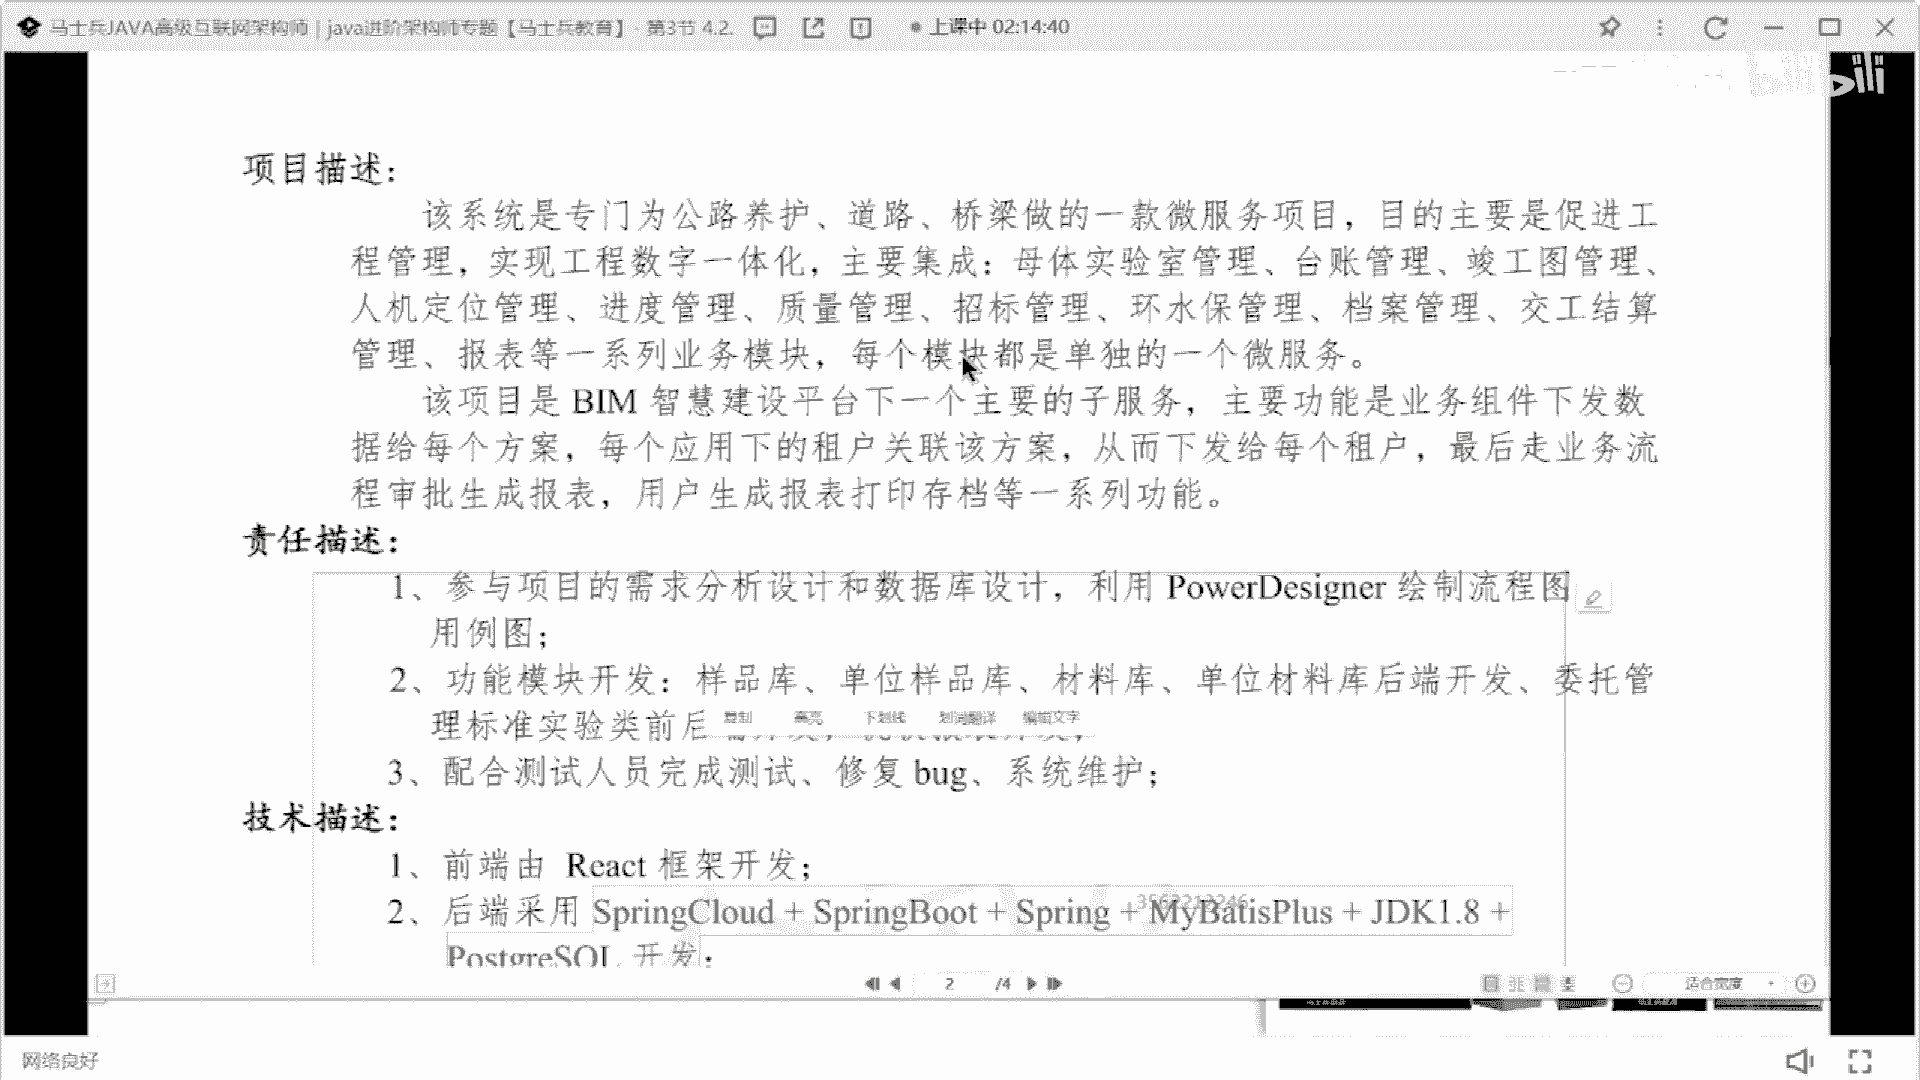 马士兵JAVA高级互联网架构师 | java进阶架构师专题【马士兵教育】 - 第3节 4.2.
上课中 02:14:40
项目描述：
该系统是专门为公路养护、道路、桥梁做的一款微服务项目，目的主要是促进工
程管理，实现工程数字一体化，主要集成：母体实验室管理、台账管理、竣工图管理、
人机定位管理、进度管理、质量管理、招标管理、环水保管理、档案管理、交工结算
管理、报表等一系列业务模块，每个模块都是单独的一个微服务。
该项目是 BIM 智慧建设平台下一个主要的子服务，主要功能是业务组件下发数
据给每个方案，每个应用下的租户关联该方案，从而下发给每个租户，最后走业务流
程审批生成报表，用户生成报表打印存档等一系列功能。
责任描述：
1、参与项目的需求分析设计和数据库设计，利用 PowerDesigner 绘制流程图
用例图；
2、功能模块开发：样品库、单位样品库、材料库、单位材料库后端开发、委托管
理标准实验类前后
复制 高亮 下划线 划词翻译 编辑文字
3、配合测试人员完成测试、修复 bug、系统维护；
技术描述：
1、前端由 React 框架开发；
2、后端采用 SpringCloud + SpringBoot + Spring + MyBatisPlus + JDK1.8 +
3562212246
PostgreSQL 开发；
2 /4
适合宽度
网络良好